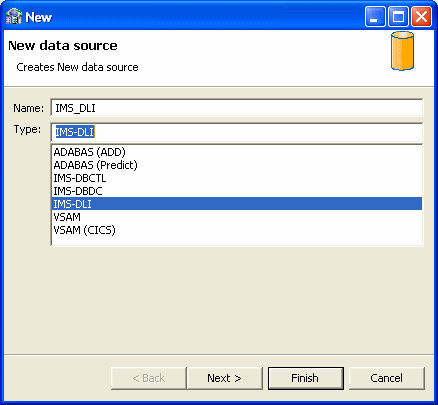 New
New data source
Creates New data source
Name: IMS_DLI
Type: IMS-DLI
ADABAS (ADD)
ADABAS (Predict)
IMS-DBCTL
IMS-DBDC
IMS-DLI
VSAM
VSAM (CICS)
< Back Next > Finish Cancel